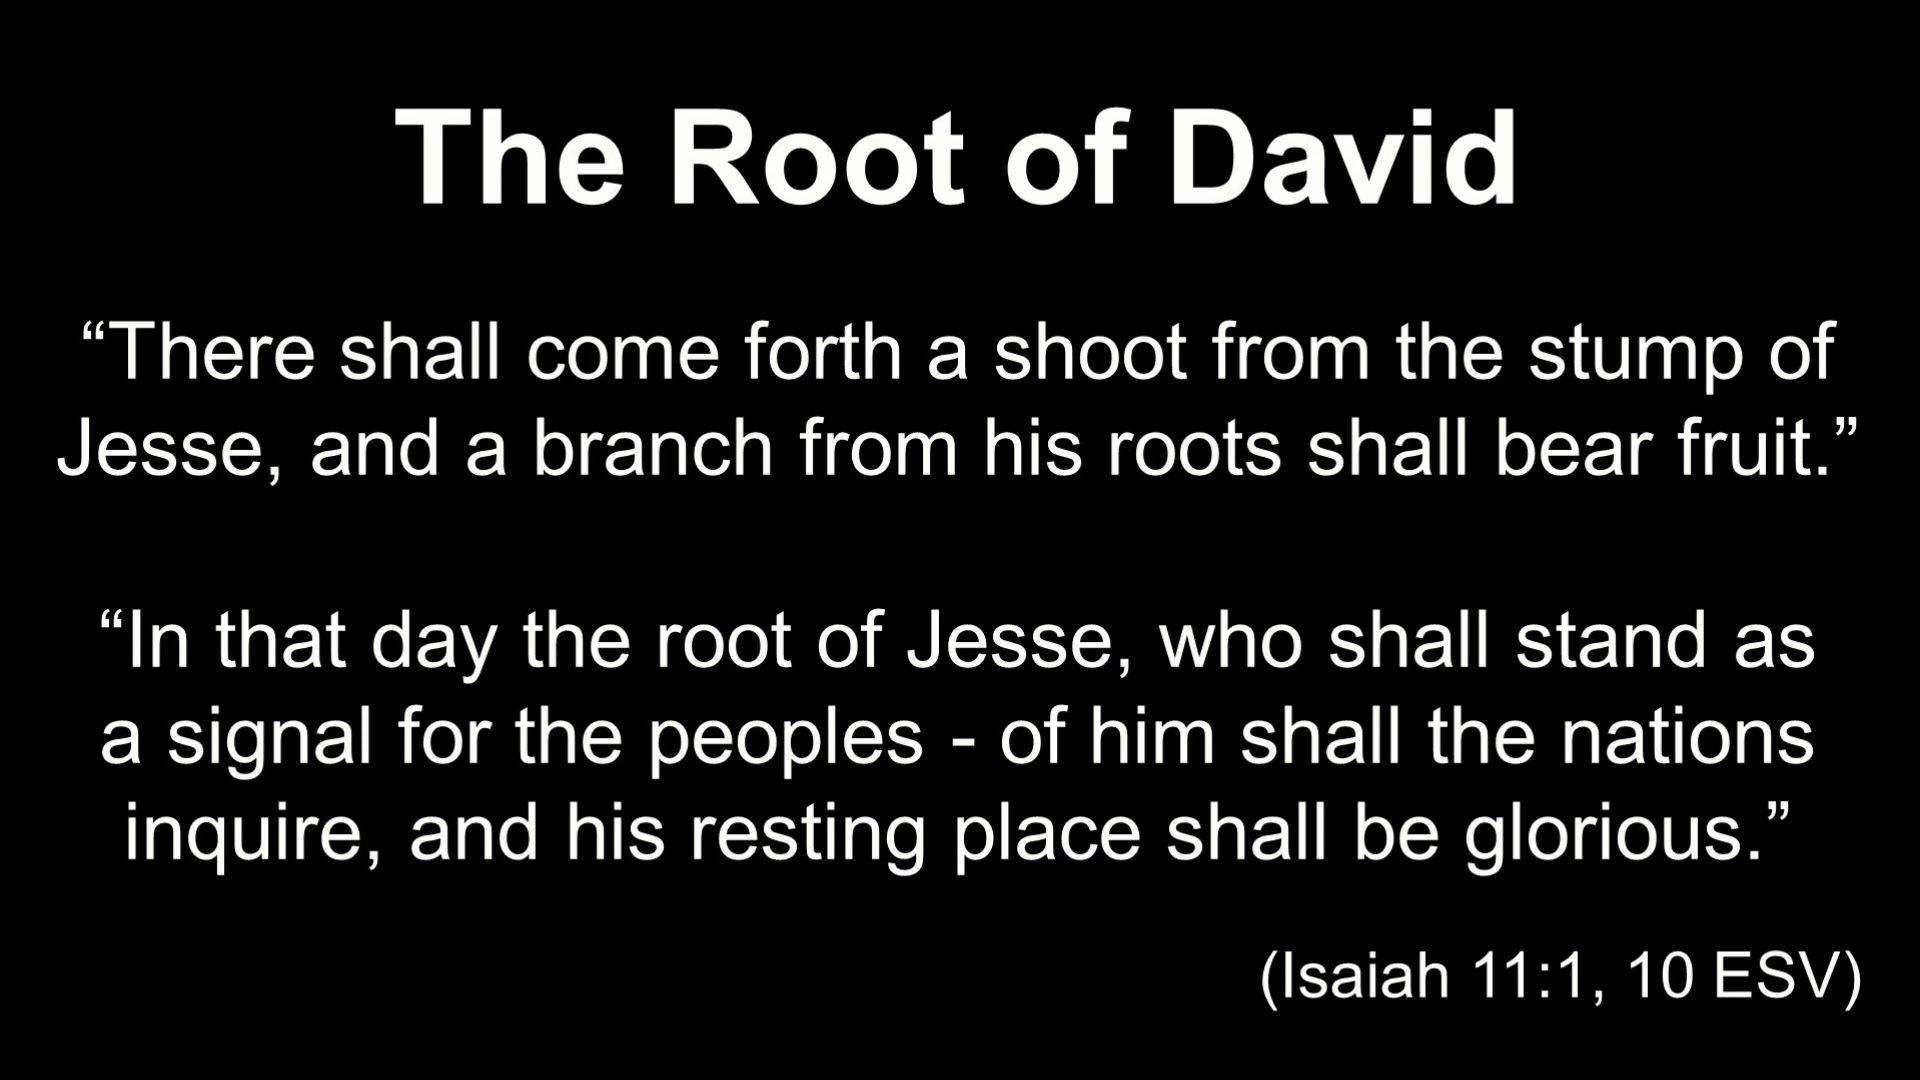 The Root of David
“There shall come forth a shoot from the stump of
Jesse, and a branch from his roots shall bear fruit.”
“In that day the root of Jesse, who shall stand as
a signal for the peoples - of him shall the nations
inquire, and his resting place shall be glorious.”
(Isaiah 11:1, 10 ESV)